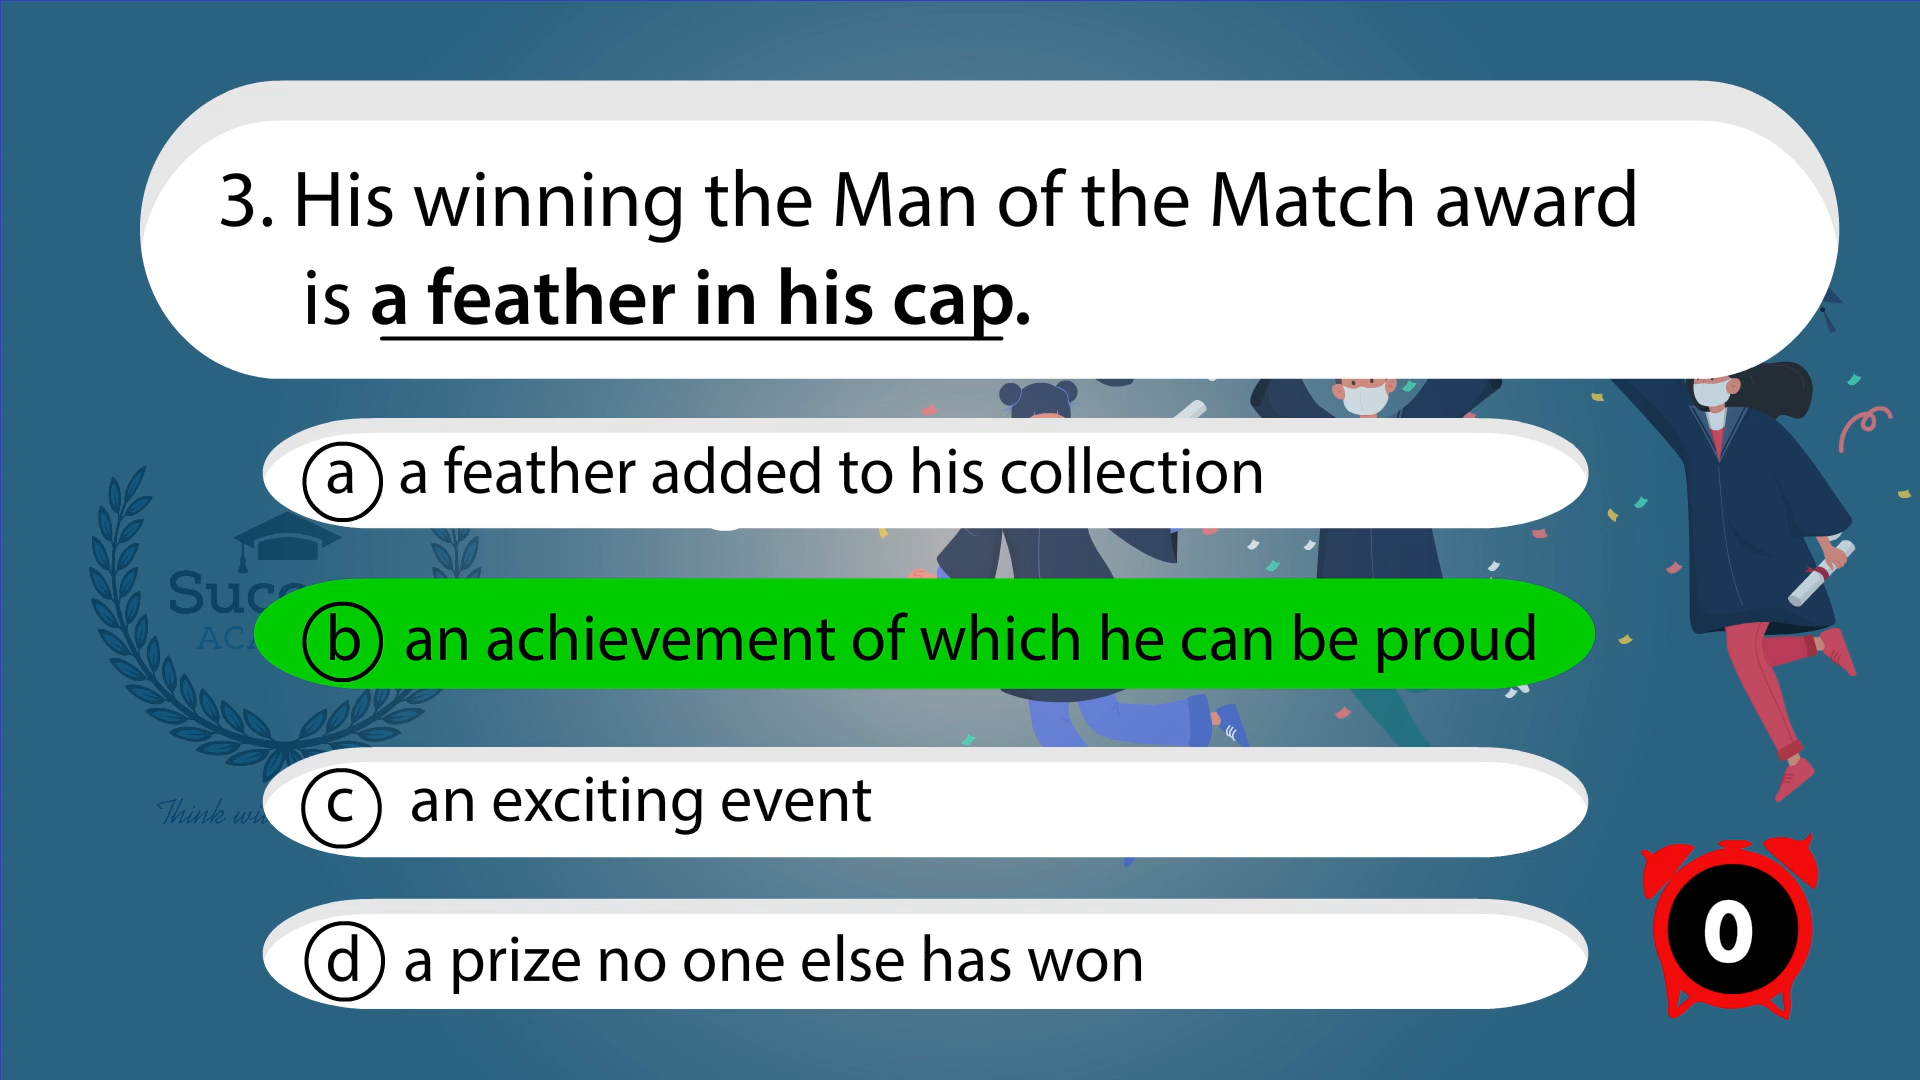 3. His winning the Man of the Match award
is a feather in his cap.
a a feather added to his collection
b an achievement of which he can be proud
c an exciting event
d a prize no one else has won
0
Think